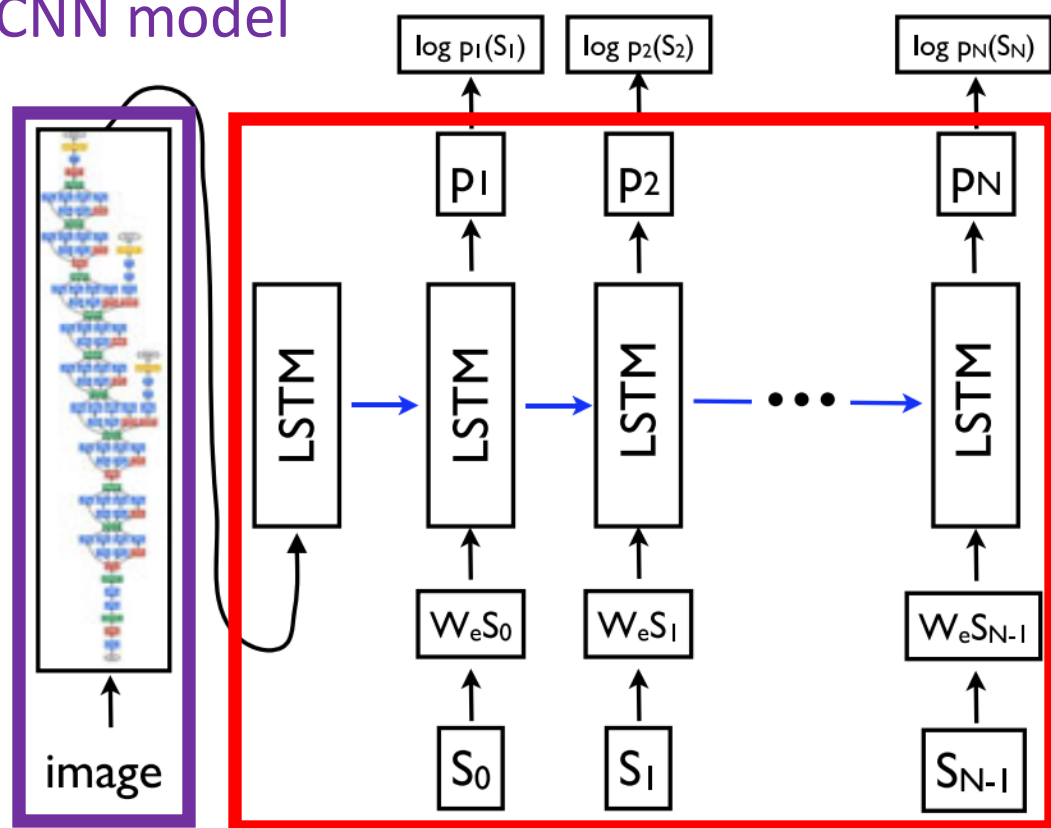 CNN model
log p₁(S₁) log p₂(S₂) log pN(SN)
p₁ p₂ pN
LSTM LSTM LSTM ••• LSTM
WₑS₀ WₑS₁ WₑSN-1
image S₀ S₁ SN-1